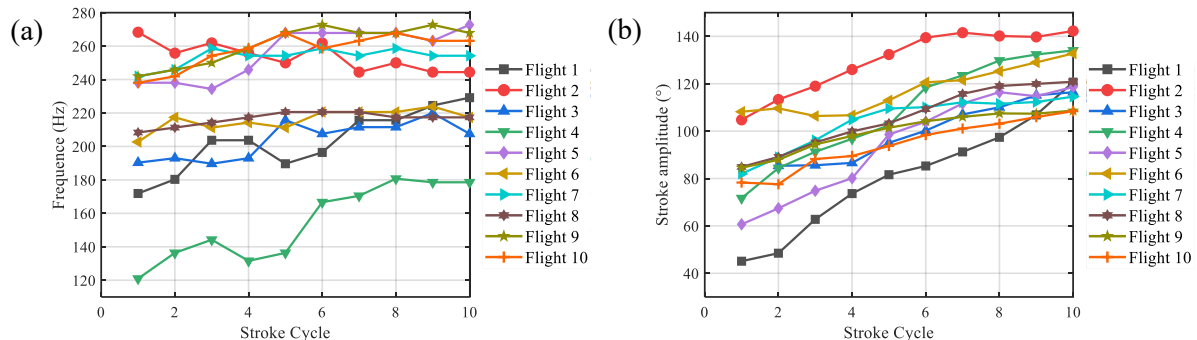 (a)
280
260
240
220
200
180
160
140
120
0
2
4
6
8
10
Frequence (Hz)
Stroke Cycle
Flight 1
Flight 2
Flight 3
Flight 4
Flight 5
Flight 6
Flight 7
Flight 8
Flight 9
Flight 10
(b)
140
120
100
80
60
40
0
2
4
6
8
10
Stroke amplitude (°)
Stroke Cycle
Flight 1
Flight 2
Flight 3
Flight 4
Flight 5
Flight 6
Flight 7
Flight 8
Flight 9
Flight 10